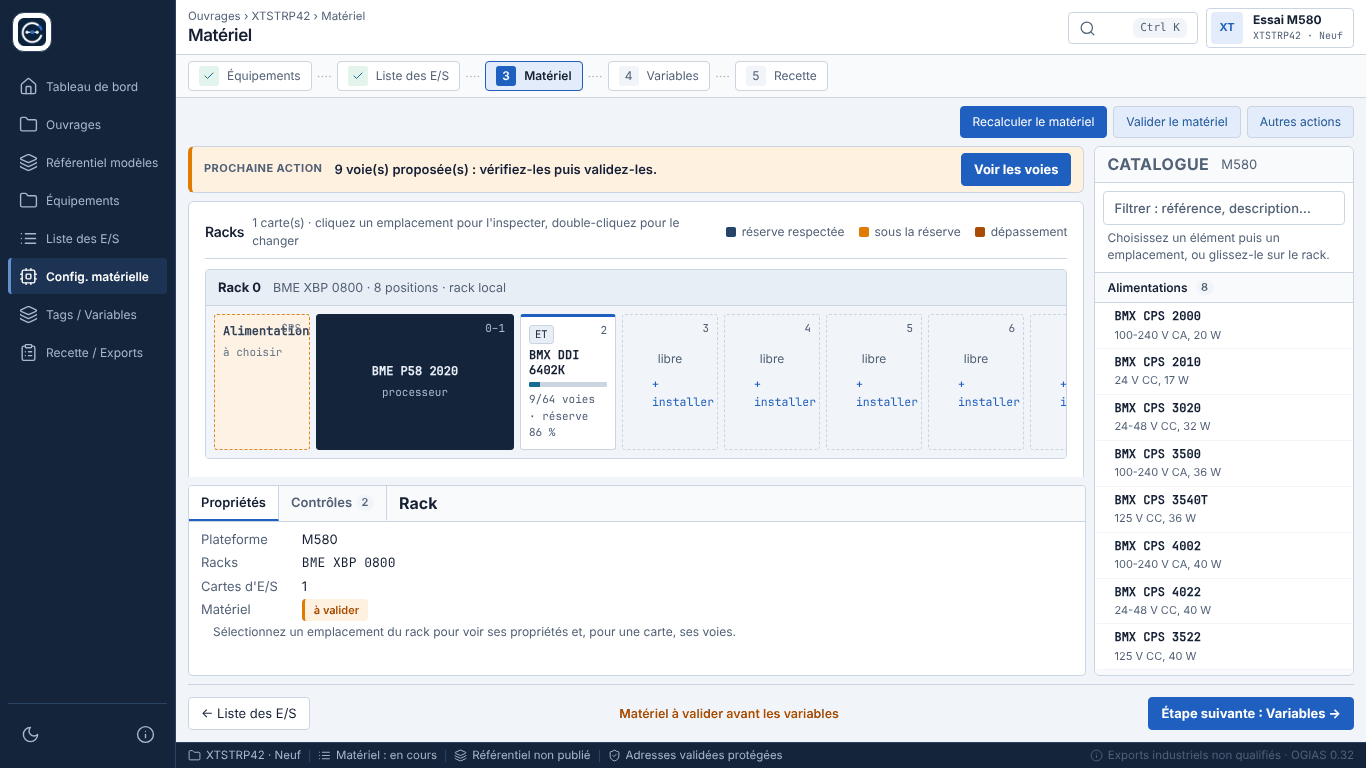 Ouvrages › XTSTRP42 › Matériel
Matériel
Ctrl K
XT
Essai M580
XTSTRP42 · Neuf
Tableau de bord
Ouvrages
Référentiel modèles
Équipements
Liste des E/S
Config. matérielle
Tags / Variables
Recette / Exports
Équipements
Liste des E/S
3 Matériel
4 Variables
5 Recette
Recalculer le matériel
Valider le matériel
Autres actions
PROCHAINE ACTION 9 voie(s) proposée(s) : vérifiez-les puis validez-les.
Voir les voies
Racks
1 carte(s) · cliquez un emplacement pour l'inspecter, double-cliquez pour le
changer
réserve respectée
sous la réserve
dépassement
Rack 0 BME XBP 0800 · 8 positions · rack local
Alimentation
CPS
à choisir
0–1
BME P58 2020
processeur
ET
2
BMX DDI
6402K
9/64 voies
· réserve
86 %
3
libre
+
installer
4
libre
+
installer
5
libre
+
installer
6
libre
+
installer
+
i
Propriétés
Contrôles 2
Rack
Plateforme M580
Racks BME XBP 0800
Cartes d'E/S 1
Matériel à valider
Sélectionnez un emplacement du rack pour voir ses propriétés et, pour une carte, ses voies.
CATALOGUE M580
Filtrer : référence, description...
Choisissez un élément puis un
emplacement, ou glissez-le sur le rack.
Alimentations 8
BMX CPS 2000
100-240 V CA, 20 W
BMX CPS 2010
24 V CC, 17 W
BMX CPS 3020
24-48 V CC, 32 W
BMX CPS 3500
100-240 V CA, 36 W
BMX CPS 3540T
125 V CC, 36 W
BMX CPS 4002
100-240 V CA, 40 W
BMX CPS 4022
24-48 V CC, 40 W
BMX CPS 3522
125 V CC, 40 W
← Liste des E/S
Matériel à valider avant les variables
Étape suivante : Variables →
XTSTRP42 · Neuf
Matériel : en cours
Référentiel non publié
Adresses validées protégées
Exports industriels non qualifiés · OGIAS 0.32